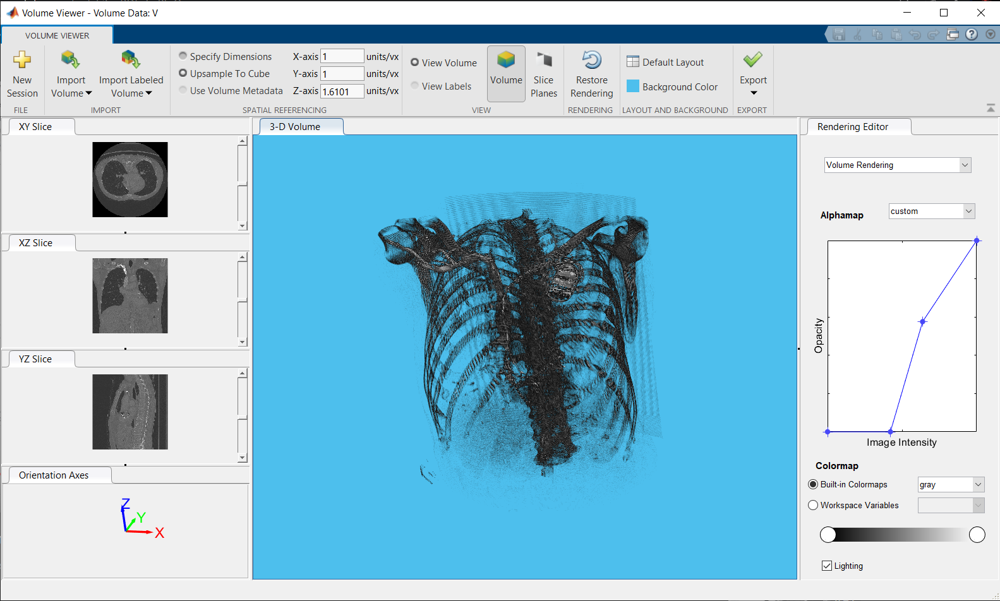 Volume Viewer - Volume Data: V
VOLUME VIEWER
New Session
Import Volume
Import Labeled Volume
Specify Dimensions
Upsample To Cube
Use Volume Metadata
X-axis 1 units/vx
Y-axis 1 units/vx
Z-axis 1.6101 units/vx
View Volume
View Labels
Volume
Slice Planes
Restore Rendering
Default Layout
Background Color
Export
FILE
IMPORT
SPATIAL REFERENCING
VIEW
RENDERING
LAYOUT AND BACKGROUND
EXPORT
XY Slice
XZ Slice
YZ Slice
Orientation Axes
Z
Y
X
3-D Volume
Rendering Editor
Volume Rendering
Alphamap custom
Opacity
Image Intensity
Colormap
Built-in Colormaps gray
Workspace Variables
Lighting